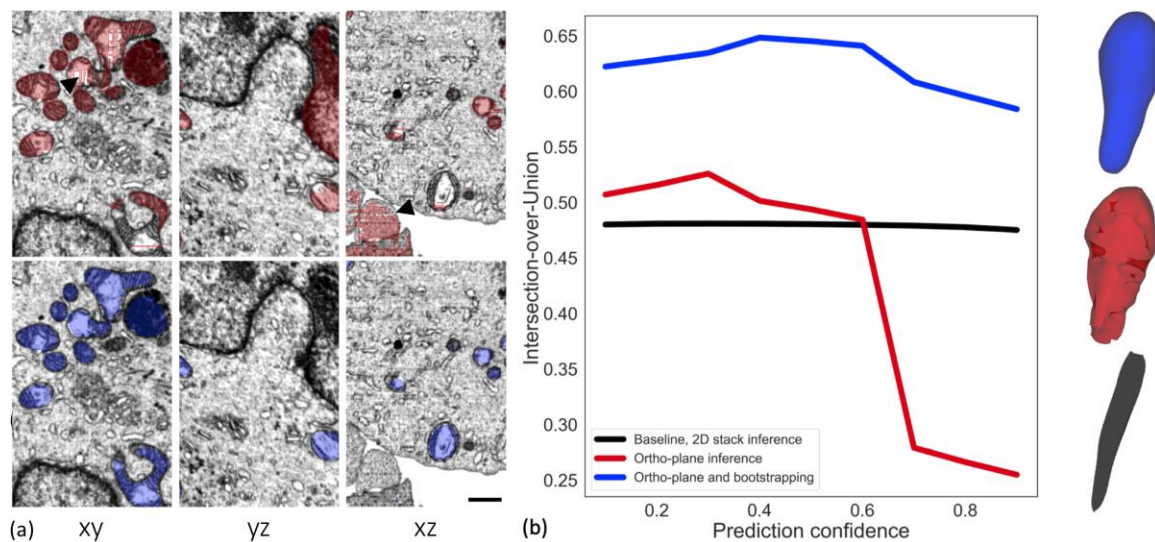 (a)
xy
yz
xz
(b)
Intersection-over-Union
0.65
0.60
0.55
0.50
0.45
0.40
0.35
0.30
0.25
Baseline, 2D stack inference
Ortho-plane inference
Ortho-plane and bootstrapping
0.2
0.4
0.6
0.8
Prediction confidence